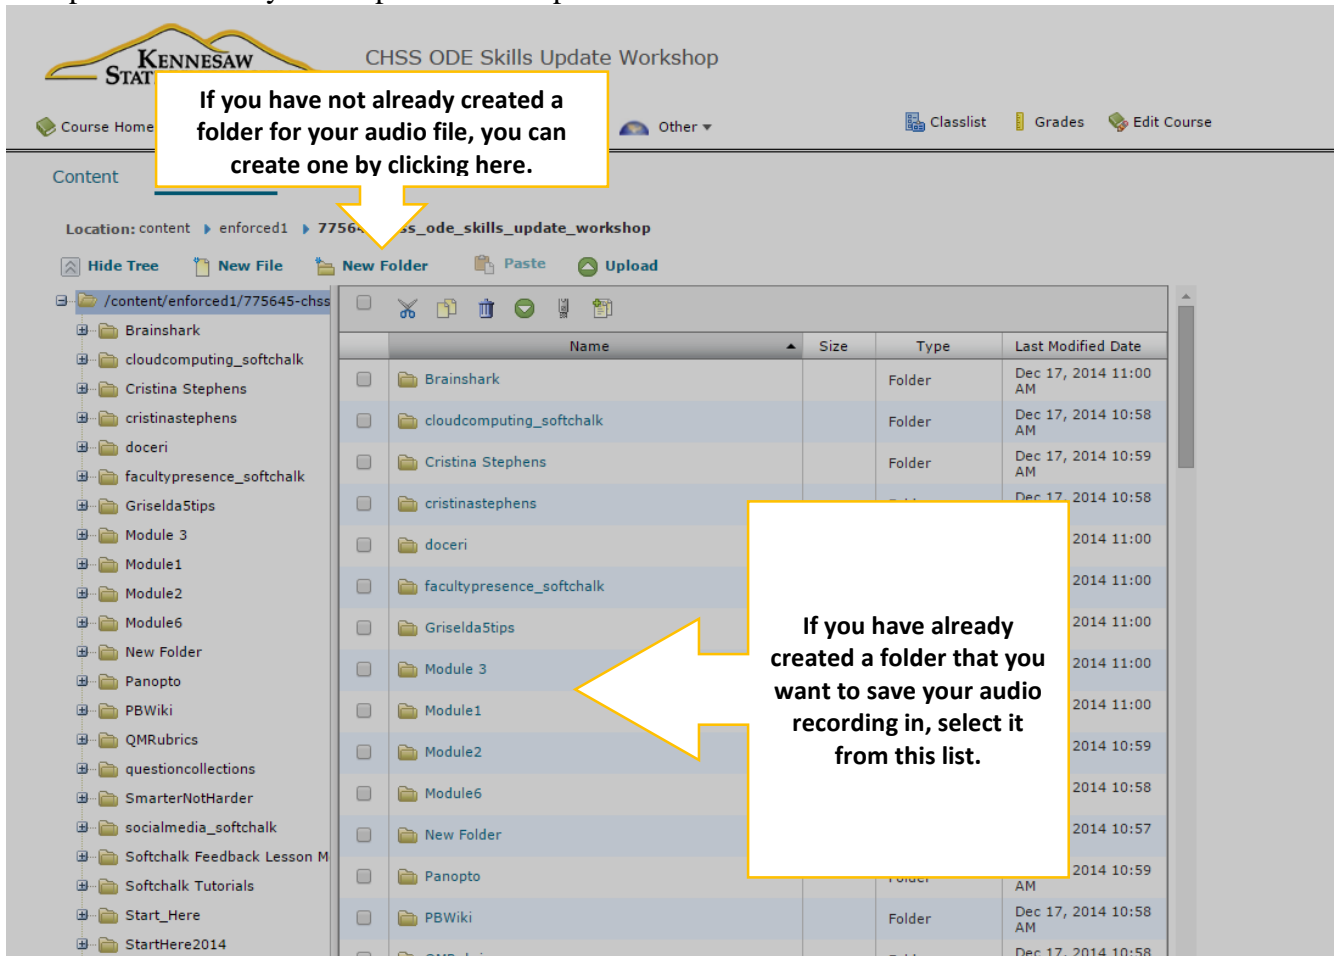 KENNESAW
STAT
CHSS ODE Skills Update Workshop
If you have not already created a
folder for your audio file, you can
create one by clicking here.
Course Home
Other
Classlist
Grades
Edit Course
Content
Location: content enforced1 775645 ss_ode_skills_update_workshop
Hide Tree
New File
New Folder
Paste
Upload
/content/enforced1/775645-chss
Brainshark
cloudcomputing_softchalk
Cristina Stephens
cristinastephens
doceri
facultypresence_softchalk
Griselda5tips
Module 3
Module1
Module2
Module6
New Folder
Panopto
PBWiki
QMRubrics
questioncollections
SmarterNotHarder
socialmedia_softchalk
Softchalk Feedback Lesson M
Softchalk Tutorials
Start_Here
StartHere2014
Name Size Type Last Modified Date
Brainshark Folder Dec 17, 2014 11:00
AM
cloudcomputing_softchalk Folder Dec 17, 2014 10:58
AM
Cristina Stephens Folder Dec 17, 2014 10:59
AM
cristinastephens Dec 17, 2014 10:58
doceri 2014 11:00
facultypresence_softchalk 2014 11:00
Griselda5tips 2014 11:00
Module 3 2014 11:00
Module1 2014 11:00
Module2 2014 10:59
Module6 2014 10:58
New Folder 2014 10:57
Panopto 2014 10:59
AM
PBWiki Folder Dec 17, 2014 10:58
AM
Dec 17, 2014 10:58
If you have already
created a folder that you
want to save your audio
recording in, select it
from this list.